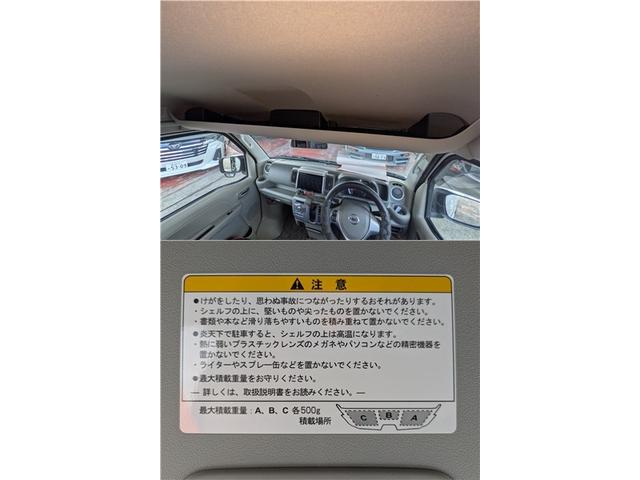 注意
●けがをしたり、思わぬ事故につながったりするおそれがあります。
・シェルフの上に、堅いものや尖ったものを置かないでください。
・書類や本など滑り落ちやすいものを積み重ねて置かないでください。
●炎天下で駐車すると、シェルフの上は高温になります。
・熱に弱いプラスチックレンズのメガネやパソコンなどの精密機器を
置かないでください。
・ライターやスプレー缶などを置かないでください。
●最大積載重量をお守りください。
― 詳しくは、取扱説明書をお読みください。―
最大積載重量:A、B、C 各500g
積載場所
C B A